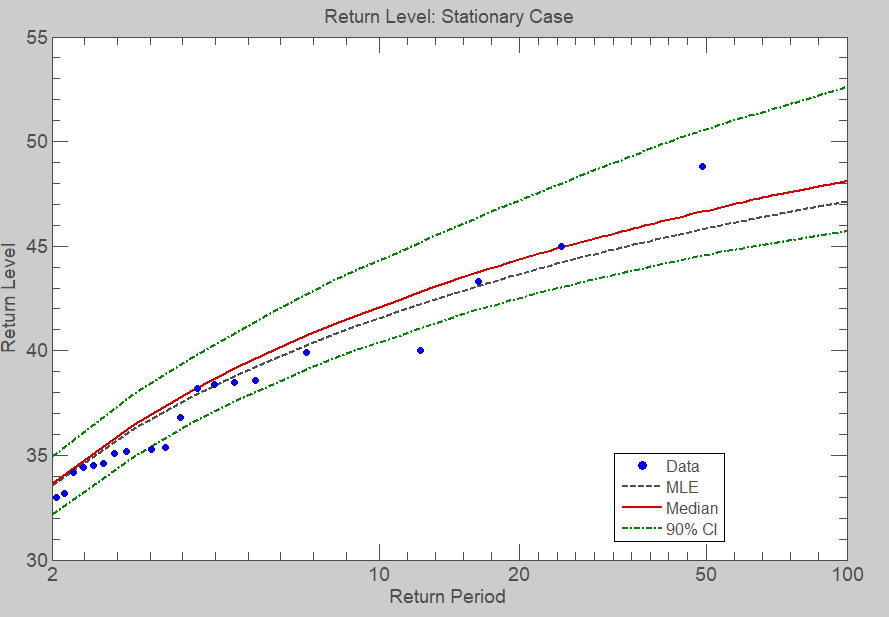 Return Level: Stationary Case
55
50
45
40
35
30
Return Level
2
10
20
50
100
Return Period
Data
MLE
Median
90% CI